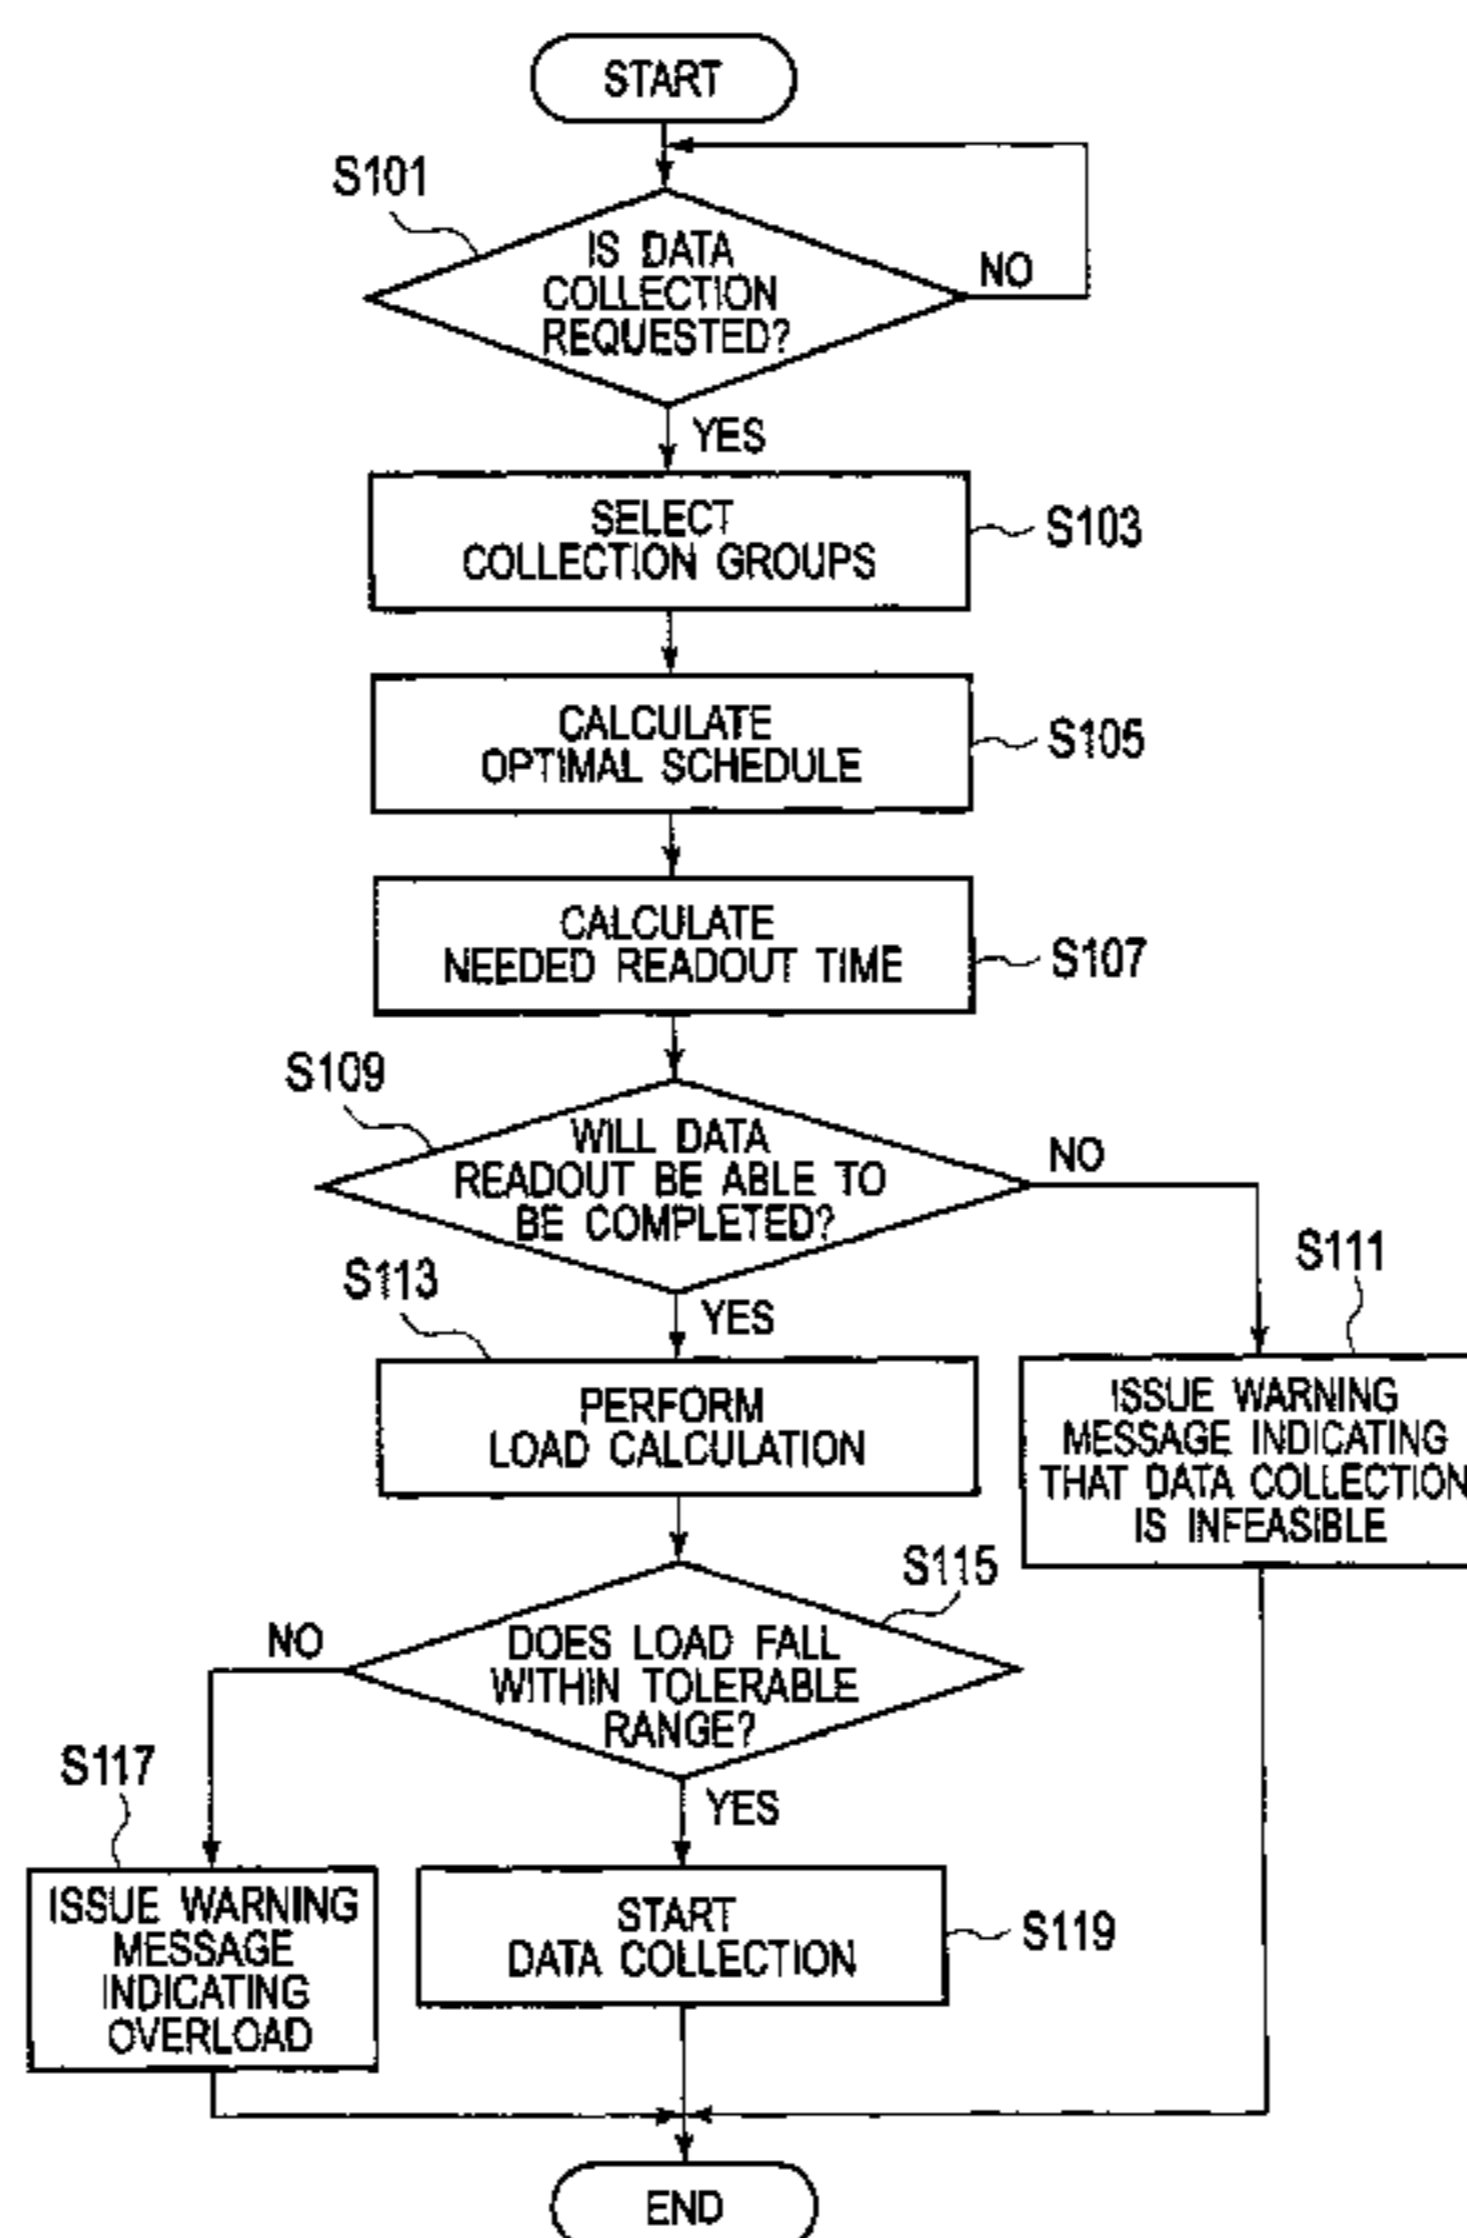 START
S101
IS DATA
COLLECTION
REQUESTED?
NO
YES
SELECT
COLLECTION GROUPS
S103
CALCULATE
OPTIMAL SCHEDULE
S105
CALCULATE
NEEDED READOUT TIME
S107
S109
WILL DATA
READOUT BE ABLE TO
BE COMPLETED?
NO
S111
S113
YES
PERFORM
LOAD CALCULATION
ISSUE WARNING
MESSAGE INDICATING
THAT DATA COLLECTION
IS INFEASIBLE
S115
NO
DOES LOAD FALL
WITHIN TOLERABLE
RANGE?
S117
YES
ISSUE WARNING
MESSAGE
INDICATING
OVERLOAD
START
DATA COLLECTION
S119
END